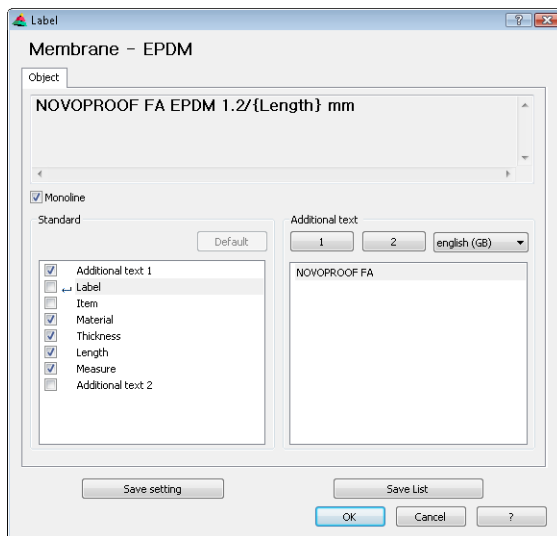 Label
?
Membrane - EPDM
Object
NOVOPROOF FA EPDM 1.2/{Length} mm
Monoline
Standard
Default
Additional text 1
Label
Item
Material
Thickness
Length
Measure
Additional text 2
Additional text
1 2 english (GB)
NOVOPROOF FA
Save setting
Save List
OK Cancel ?